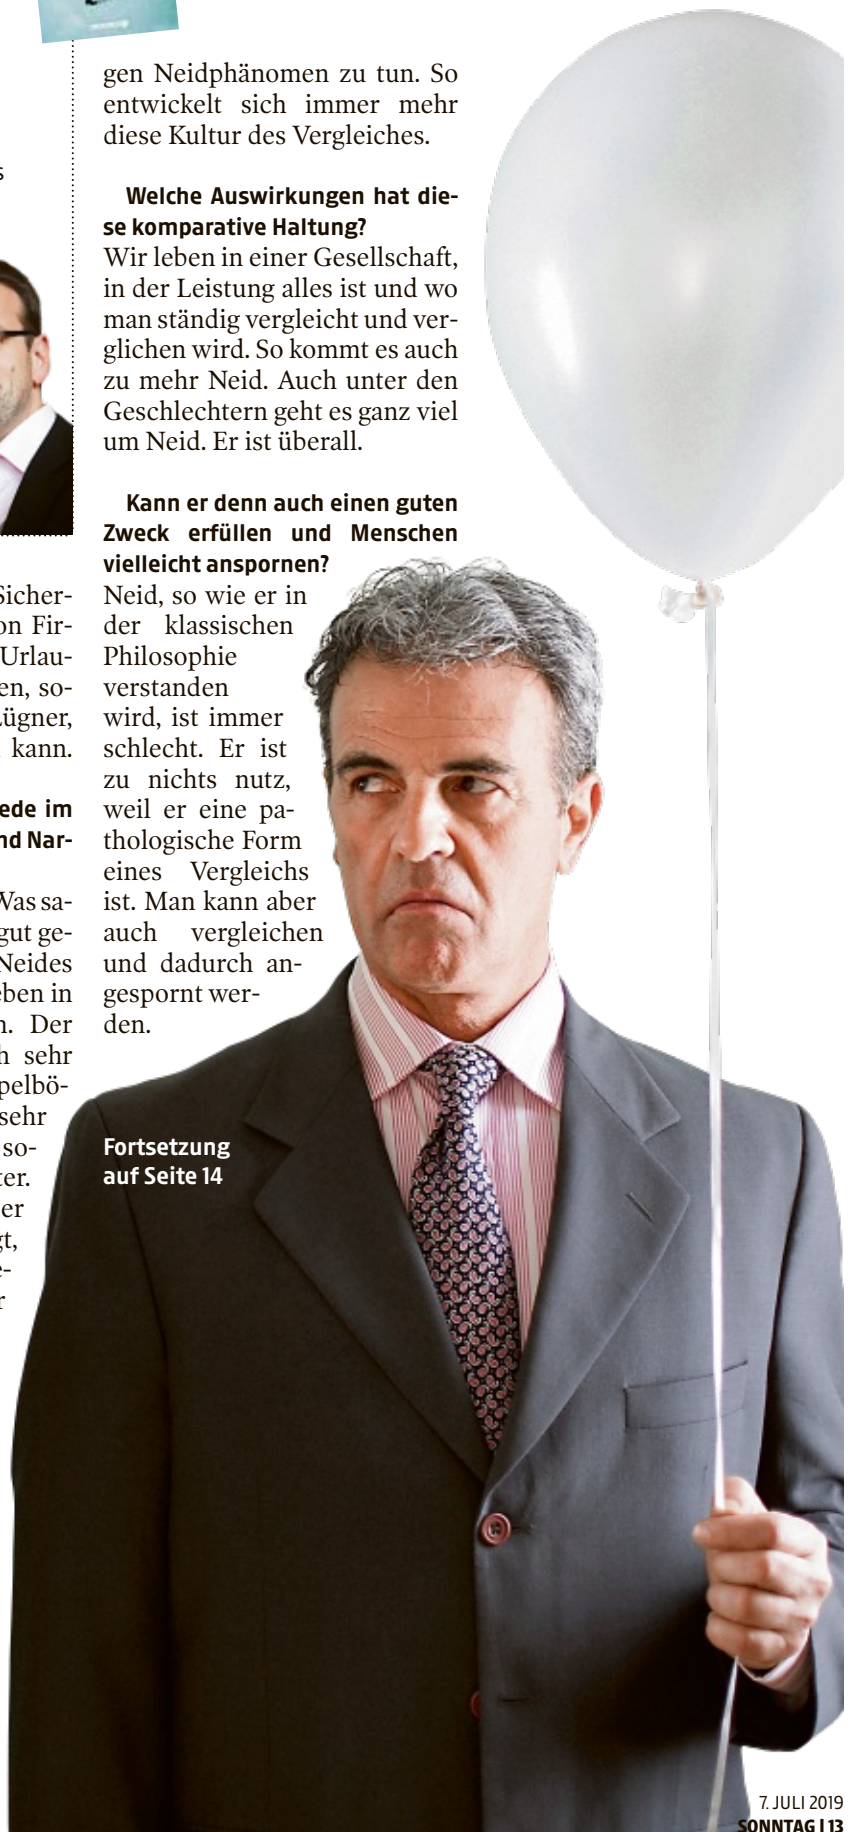 s
Sicher-
on Fir-
Urlau-
en, so-
Lügner,
kann.
ede im
nd Nar-
Was sa-
gut ge-
Neides
eben in
n. Der
h sehr
pelbö-
sehr
so-
ter.
er
gt,
e-
r
gen Neidphänomen zu tun. So
entwickelt sich immer mehr
diese Kultur des Vergleiches.
Welche Auswirkungen hat die-
se komparative Haltung?
Wir leben in einer Gesellschaft,
in der Leistung alles ist und wo
man ständig vergleicht und ver-
glichen wird. So kommt es auch
zu mehr Neid. Auch unter den
Geschlechtern geht es ganz viel
um Neid. Er ist überall.
Kann er denn auch einen guten
Zweck erfüllen und Menschen
vielleicht anspornen?
Neid, so wie er in
der klassischen
Philosophie
verstanden
wird, ist immer
schlecht. Er ist
zu nichts nutz,
weil er eine pa-
thologische Form
eines Vergleichs
ist. Man kann aber
auch vergleichen
und dadurch an-
gespornt wer-
den.
Fortsetzung
auf Seite 14
7. JULI 2019
SONNTAG | 13